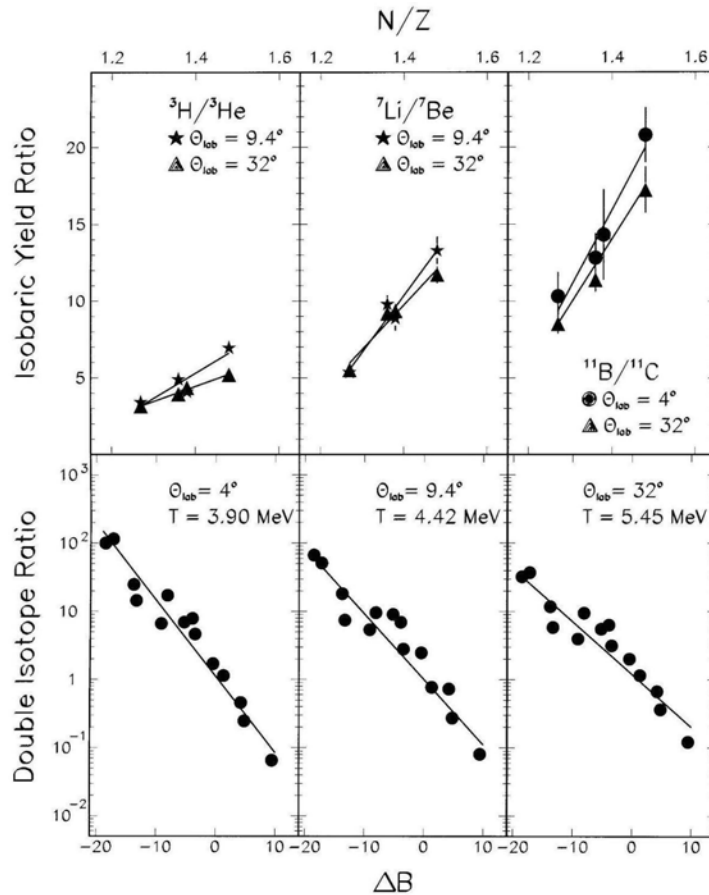 N/Z
1.2 1.4 1.6 1.2 1.4 1.6 1.2 1.4 1.6
Isobaric Yield Ratio
20
15
10
5
³H/³He
★ Θlab = 9.4°
▲ Θlab = 32°
⁷Li/⁷Be
★ Θlab = 9.4°
▲ Θlab = 32°
¹¹B/¹¹C
● Θlab = 4°
▲ Θlab = 32°
Double Isotope Ratio
10³
10²
10
1
10⁻¹
10⁻²
Θlab = 4°
T = 3.90 MeV
Θlab = 9.4°
T = 4.42 MeV
Θlab = 32°
T = 5.45 MeV
-20 -10 0 -20 -10 0 -20 -10 0 10
ΔB